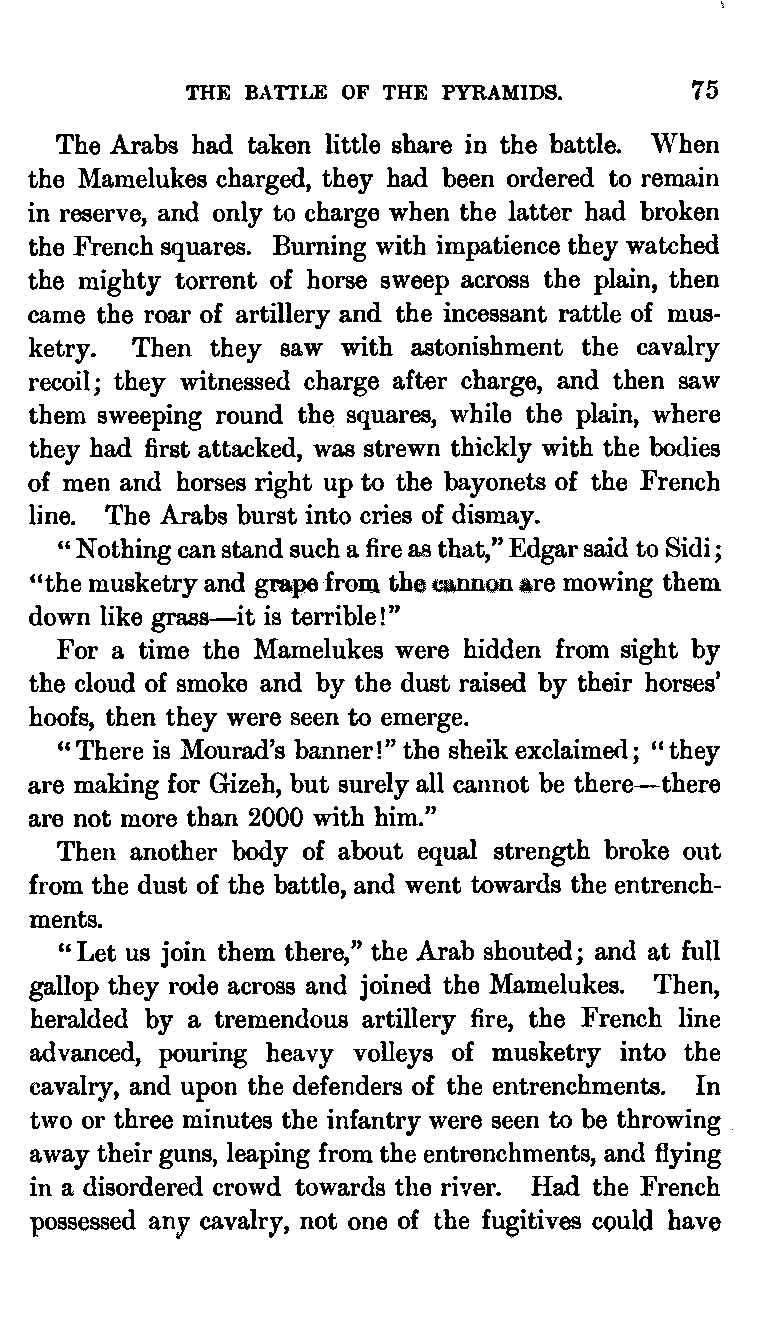 THE BATTLE OF THE PYRAMIDS. 75
The Arabs had taken little share in the battle. When
the Mamelukes charged, they had been ordered to remain
in reserve, and only to charge when the latter had broken
the French squares. Burning with impatience they watched
the mighty torrent of horse sweep across the plain, then
came the roar of artillery and the incessant rattle of mus-
ketry. Then they saw with astonishment the cavalry
recoil; they witnessed charge after charge, and then saw
them sweeping round the squares, while the plain, where
they had first attacked, was strewn thickly with the bodies
of men and horses right up to the bayonets of the French
line. The Arabs burst into cries of dismay.
"Nothing can stand such a fire as that," Edgar said to Sidi;
"the musketry and grape from the cannon are mowing them
down like grass—it is terrible!"
For a time the Mamelukes were hidden from sight by
the cloud of smoke and by the dust raised by their horses'
hoofs, then they were seen to emerge.
"There is Mourad's banner!" the sheik exclaimed; "they
are making for Gizeh, but surely all cannot be there—there
are not more than 2000 with him."
Then another body of about equal strength broke out
from the dust of the battle, and went towards the entrench-
ments.
"Let us join them there," the Arab shouted; and at full
gallop they rode across and joined the Mamelukes. Then,
heralded by a tremendous artillery fire, the French line
advanced, pouring heavy volleys of musketry into the
cavalry, and upon the defenders of the entrenchments. In
two or three minutes the infantry were seen to be throwing
away their guns, leaping from the entrenchments, and flying
in a disordered crowd towards the river. Had the French
possessed any cavalry, not one of the fugitives could have